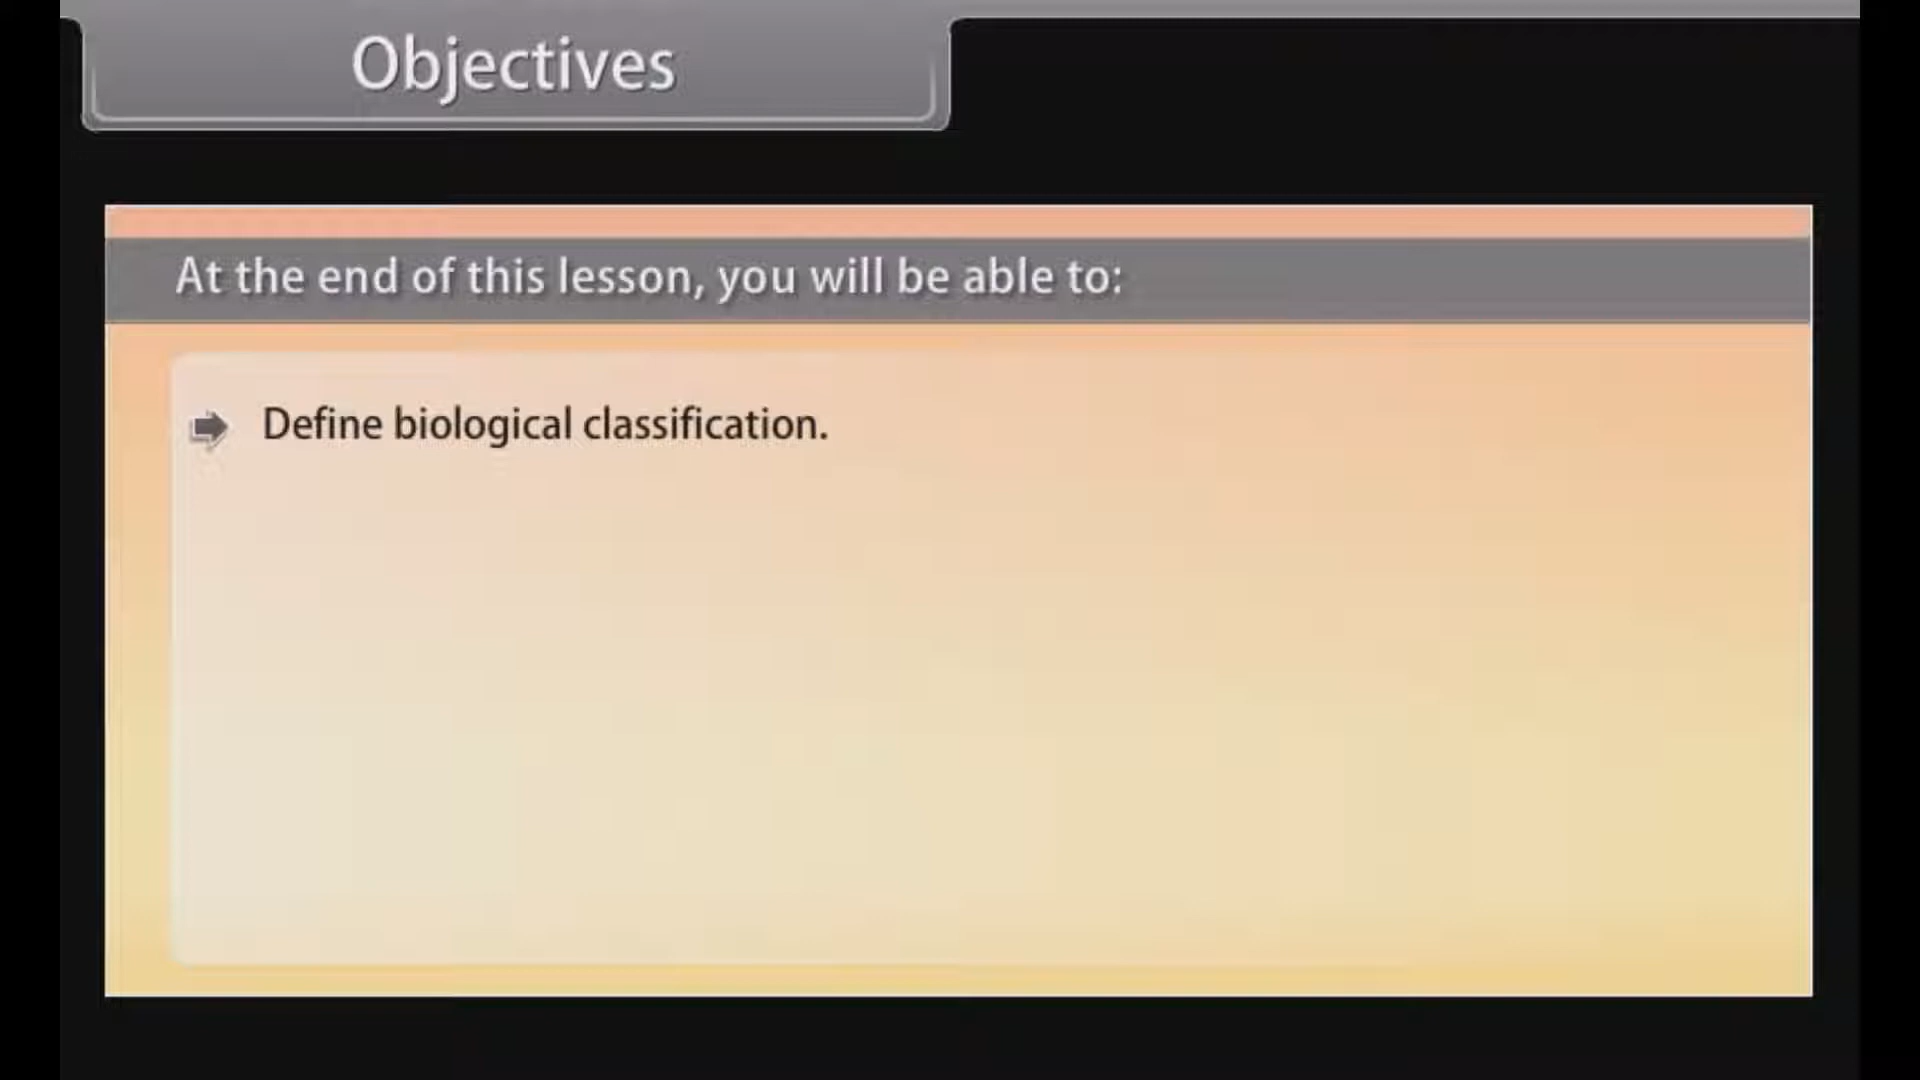 Objectives
At the end of this lesson, you will be able to:
Define biological classification.